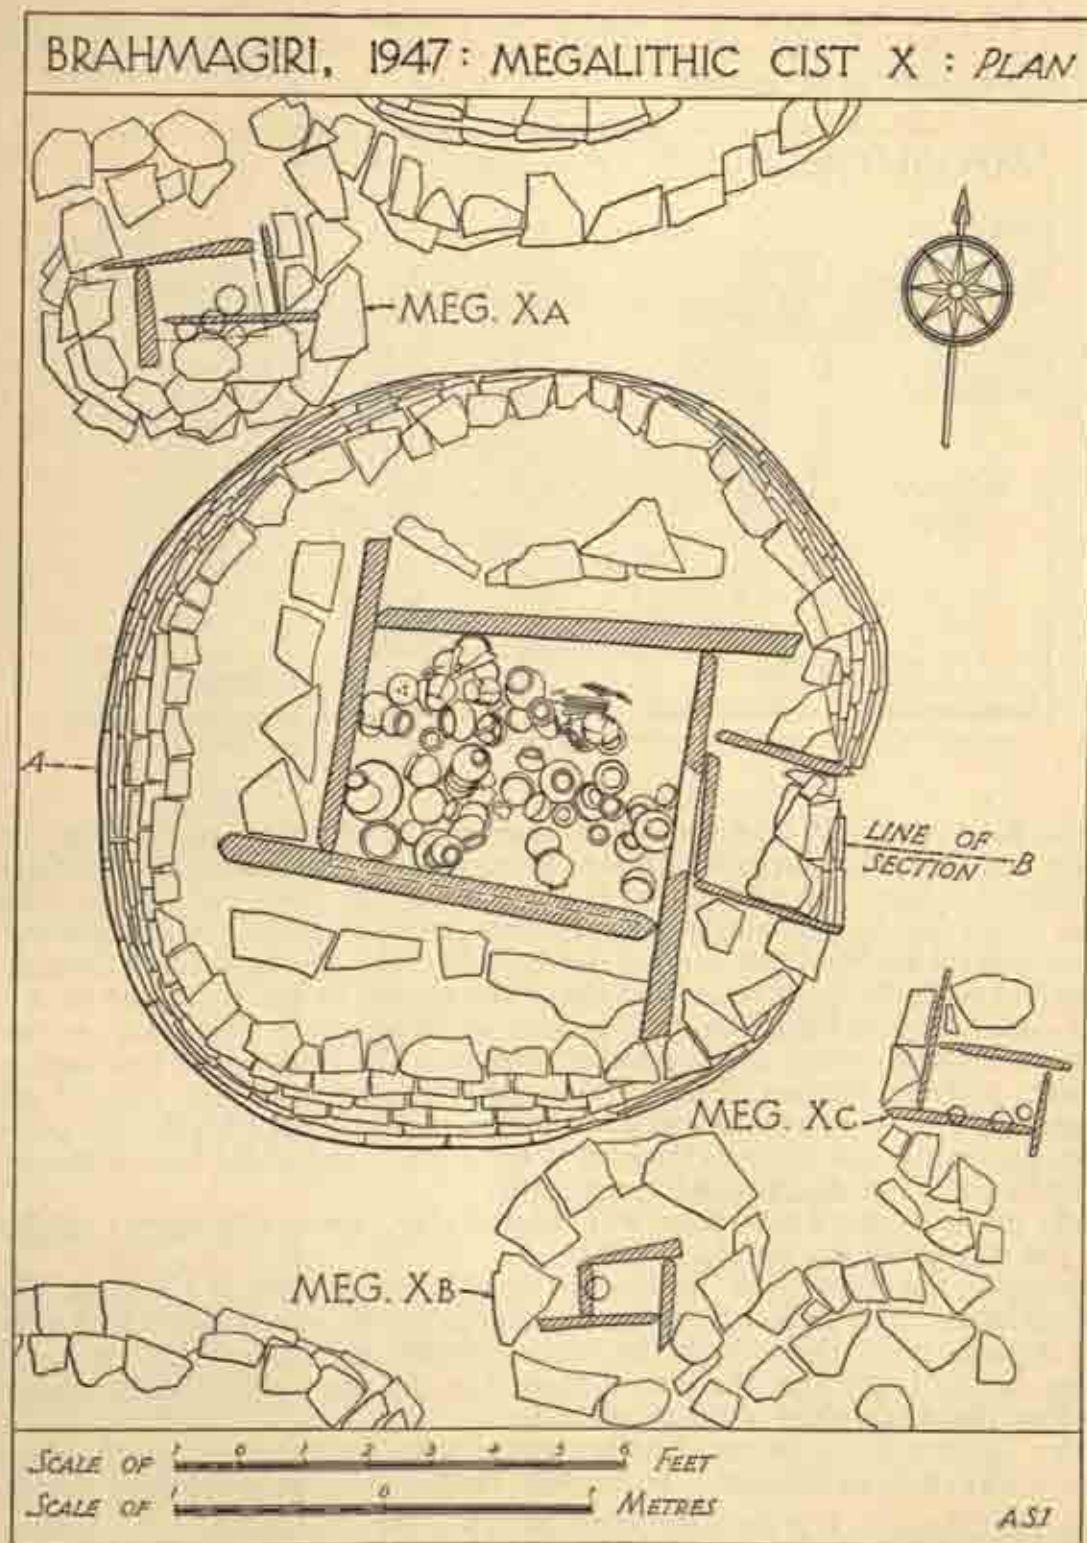 BRAHMAGIRI, 1947: MEGALITHIC CIST X : PLAN
MEG. XA
A
LINE OF
SECTION B
MEG. XC
MEG. XB
SCALE OF 1 0 1 2 3 4 5 6 FEET
SCALE OF 1 0 1 METRES
ASI